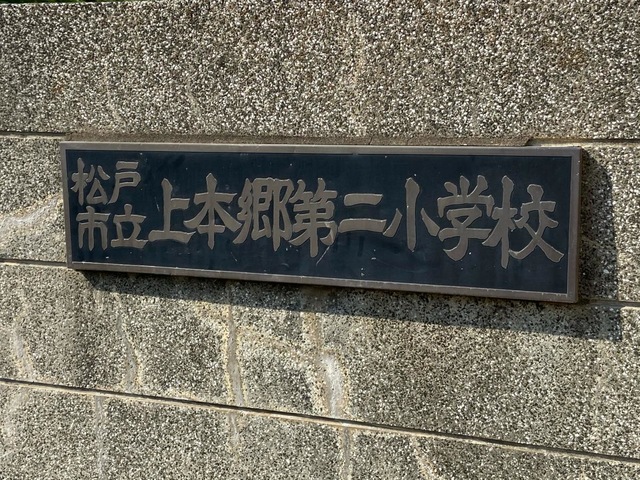 松戸
市立
上本郷第二小学校